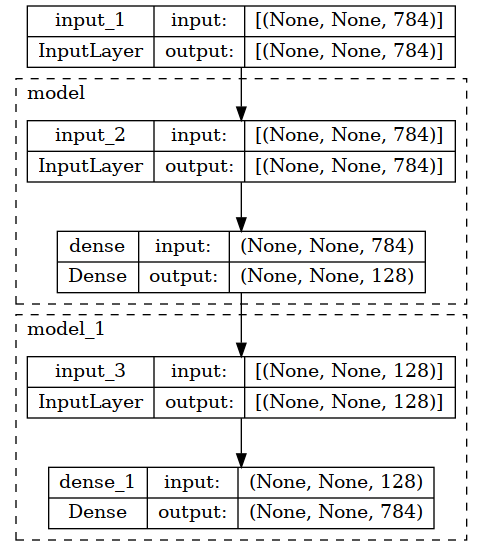 input_1 input: [(None, None, 784)]
InputLayer output: [(None, None, 784)]
model
input_2 input: [(None, None, 784)]
InputLayer output: [(None, None, 784)]
dense input: (None, None, 784)
Dense output: (None, None, 128)
model_1
input_3 input: [(None, None, 128)]
InputLayer output: [(None, None, 128)]
dense_1 input: (None, None, 128)
Dense output: (None, None, 784)